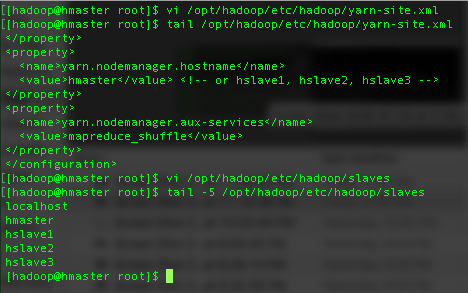 [[hadoop@hmaster root]$ vi /opt/hadoop/etc/hadoop/yarn-site.xml
[[hadoop@hmaster root]$ tail /opt/hadoop/etc/hadoop/yarn-site.xml
</property>
<property>
  <name>yarn.nodemanager.hostname</name>
  <value>hmaster</value> <!-- or hslave1, hslave2, hslave3 -->
</property>
<property>
  <name>yarn.nodemanager.aux-services</name>
  <value>mapreduce_shuffle</value>
</property>
</configuration>
[[hadoop@hmaster root]$ vi /opt/hadoop/etc/hadoop/slaves
[[hadoop@hmaster root]$ tail -5 /opt/hadoop/etc/hadoop/slaves
localhost
hmaster
hslave1
hslave2
hslave3
[hadoop@hmaster root]$